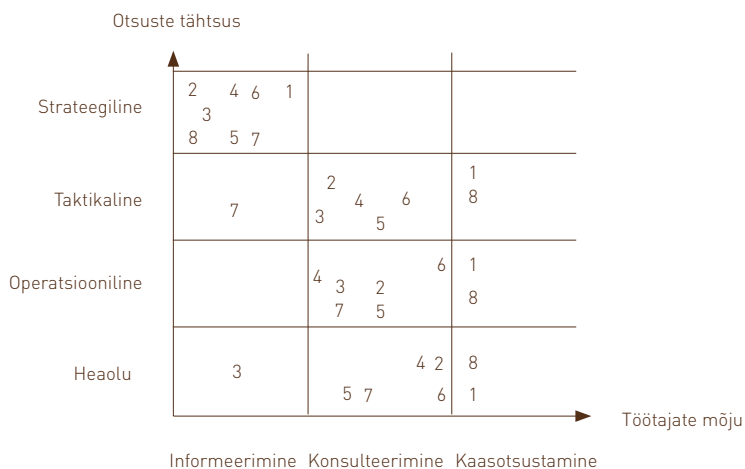 Otsuste tähtsus
Strateegiline
2 4 6 1
3
8 5 7
Taktikaline
2 4 6 1
7 3 5 8
Operatsiooniline
4 3 2 6 1
7 5 8
Heaolu
3 4 2 8
5 7 6 1
Töötajate mõju
Informeerimine Konsulteerimine Kaasotsustamine